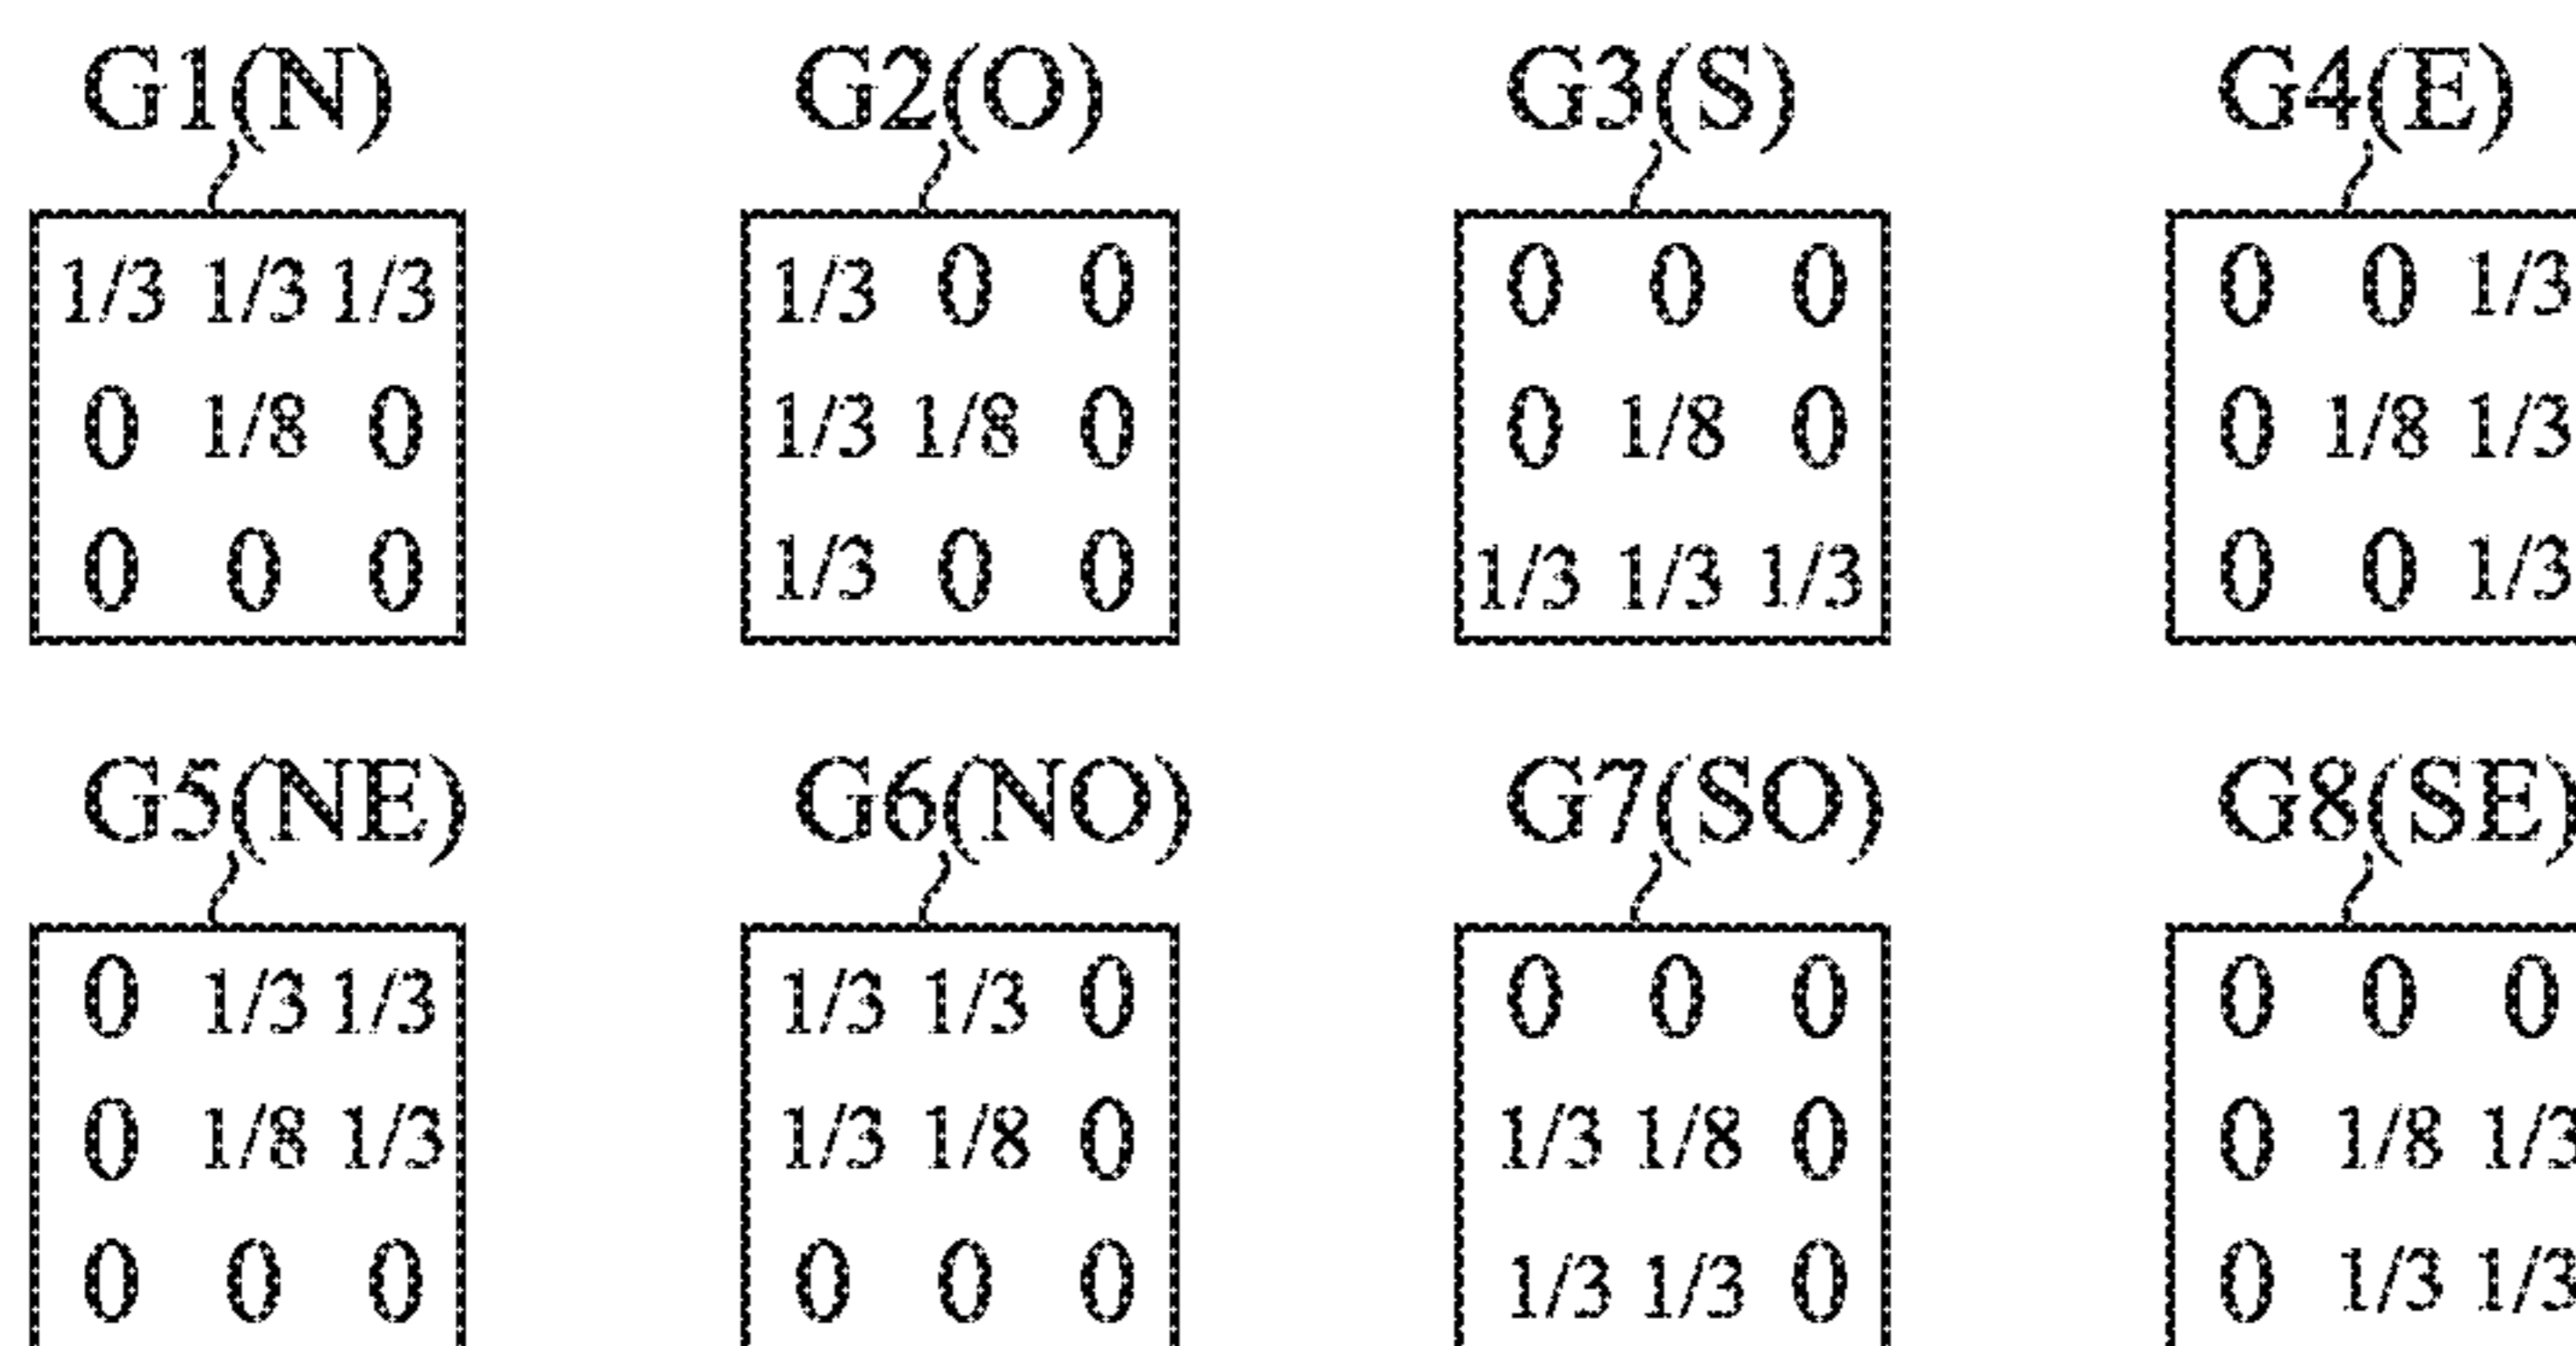 G1(N) G2(O) G3(S) G4(E)
1/3 1/3 1/3 1/3 0 0 0 0 0 0 0 1/3
0 1/8 0 1/3 1/8 0 0 1/8 0 0 1/8 1/3
0 0 0 1/3 0 0 1/3 1/3 1/3 0 0 1/3
G5(NE) G6(NO) G7(SO) G8(SE)
0 1/3 1/3 1/3 1/3 0 0 0 0 0 0 0
0 1/8 1/3 1/3 1/8 0 1/3 1/8 0 0 1/8 1/3
0 0 0 0 0 0 1/3 1/3 0 0 1/3 1/3